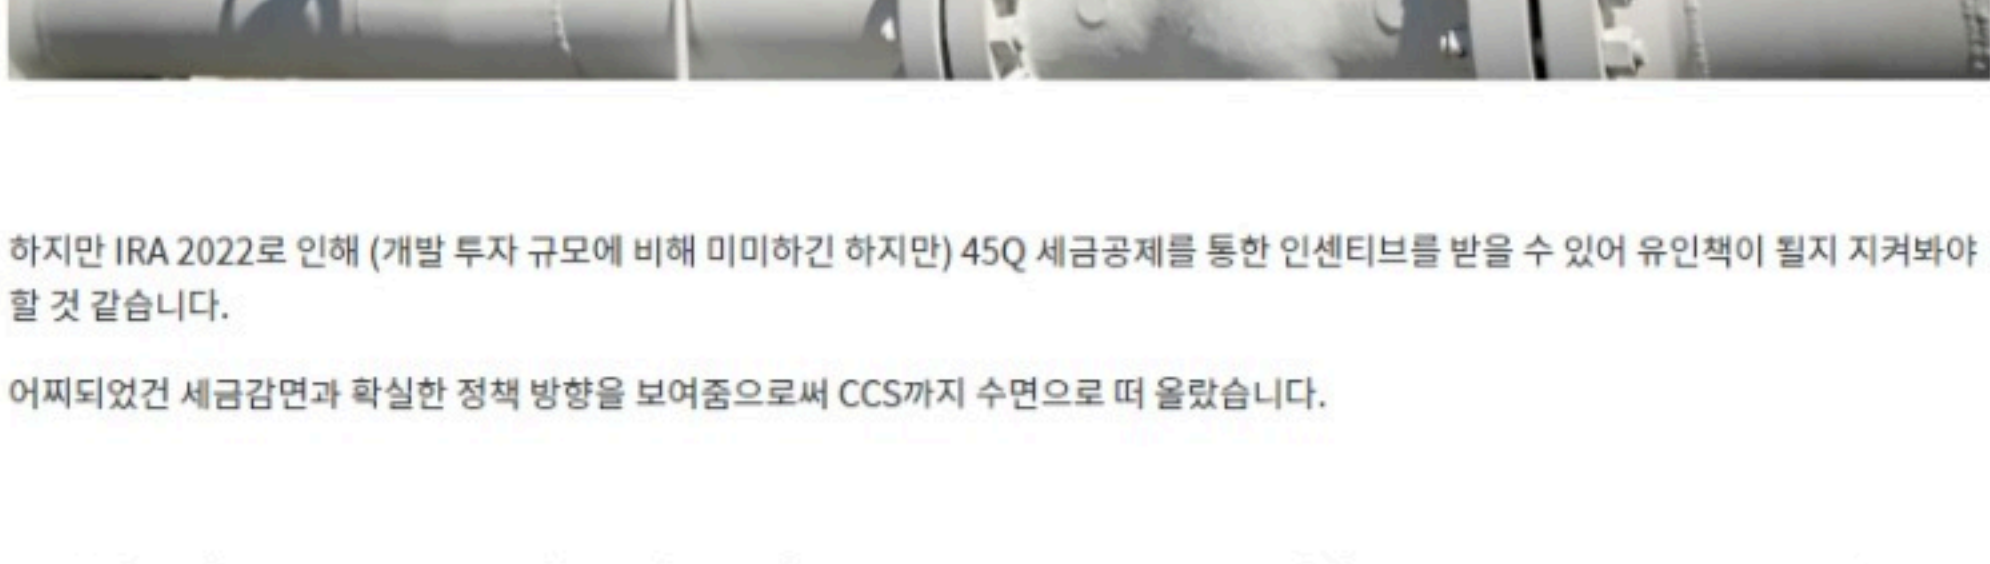 하지만 IRA 2022로 인해 (개발 투자 규모에 비해 미미하긴 하지만) 45Q 세금공제를 통한 인센티브를 받을 수 있어 유인책이 될지 지켜봐야
할 것 같습니다.
어찌되었건 세금감면과 확실한 정책 방향을 보여줌으로써 CCS까지 수면으로 떠 올랐습니다.